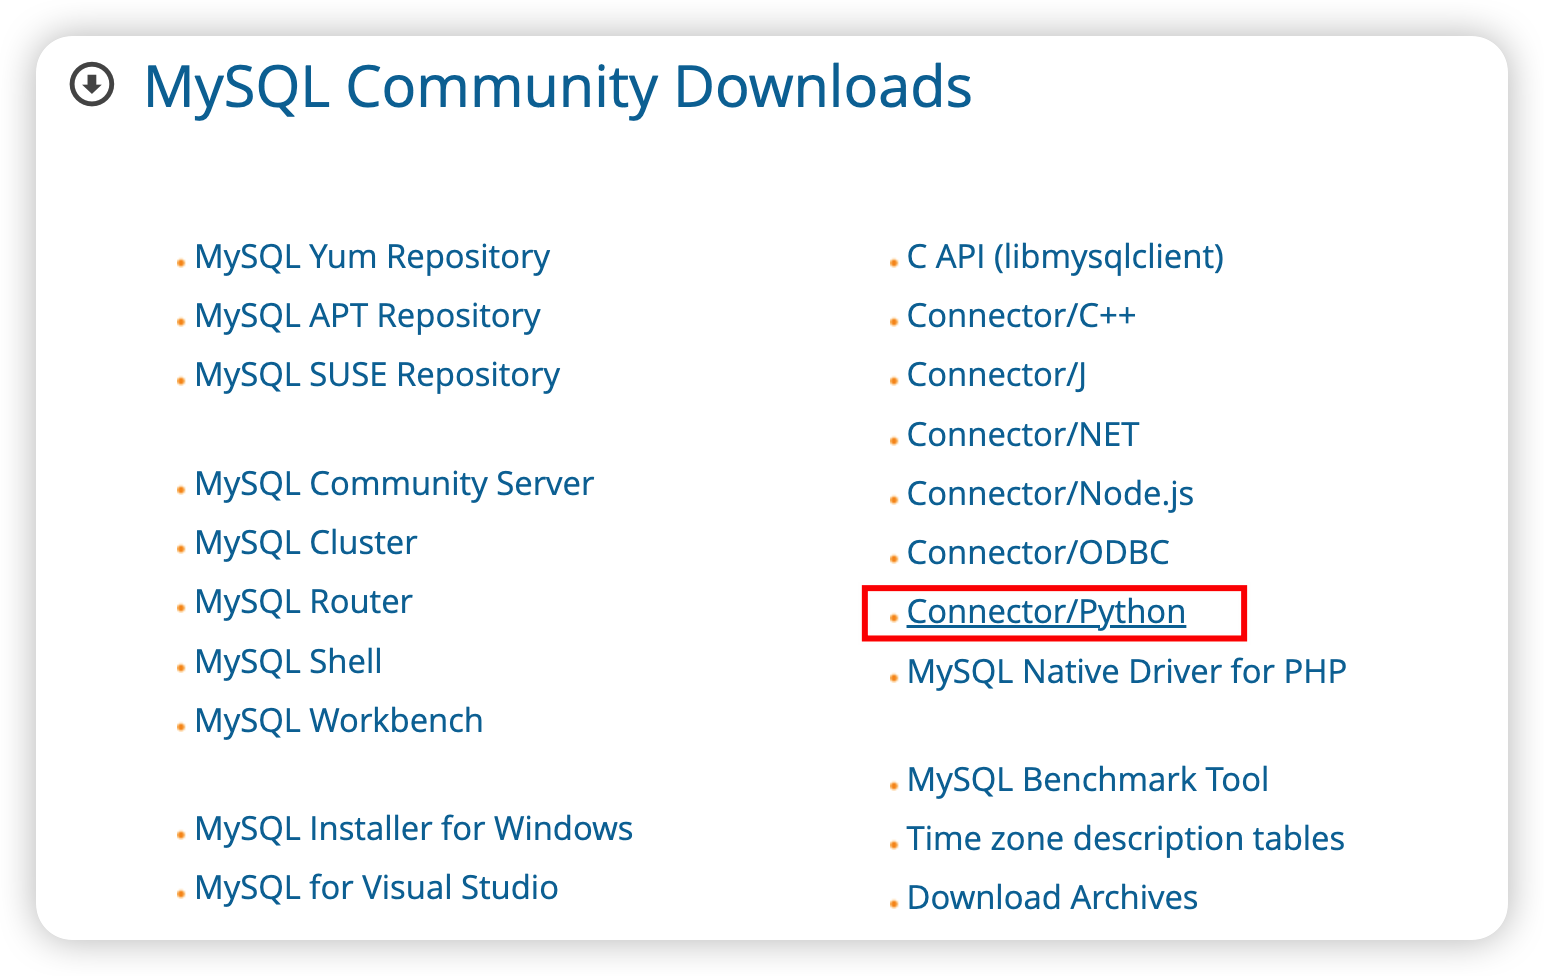 MySQL Community Downloads
MySQL Yum Repository
MySQL APT Repository
MySQL SUSE Repository
MySQL Community Server
MySQL Cluster
MySQL Router
MySQL Shell
MySQL Workbench
MySQL Installer for Windows
MySQL for Visual Studio
C API (libmysqlclient)
Connector/C++
Connector/J
Connector/NET
Connector/Node.js
Connector/ODBC
Connector/Python
MySQL Native Driver for PHP
MySQL Benchmark Tool
Time zone description tables
Download Archives